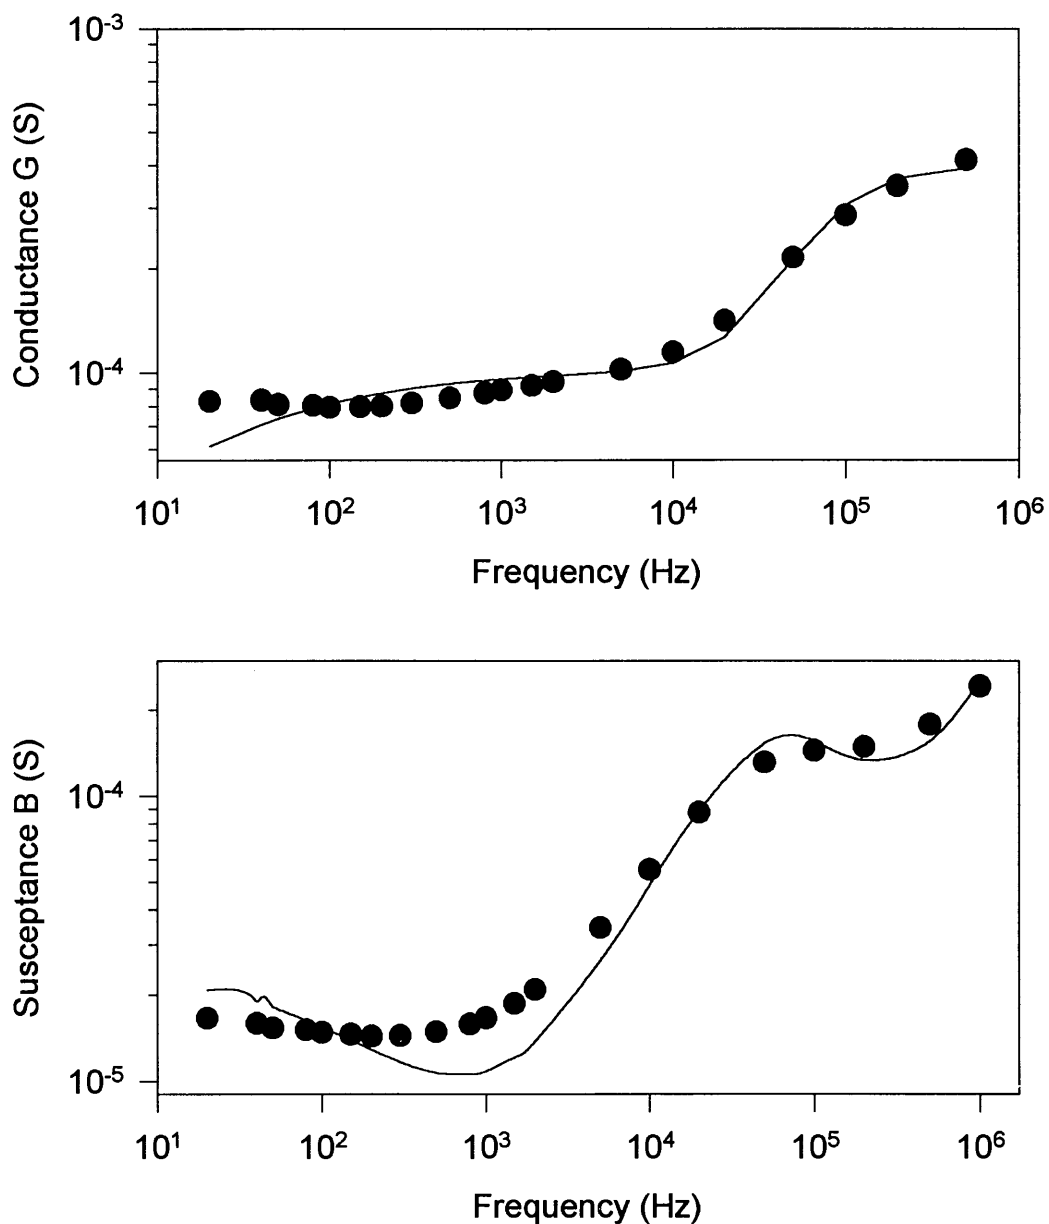 10⁻³
Conductance G (S)
10⁻⁴
10¹ 10² 10³ 10⁴ 10⁵ 10⁶
Frequency (Hz)
Susceptance B (S)
10⁻⁴
10⁻⁵
10¹ 10² 10³ 10⁴ 10⁵ 10⁶
Frequency (Hz)